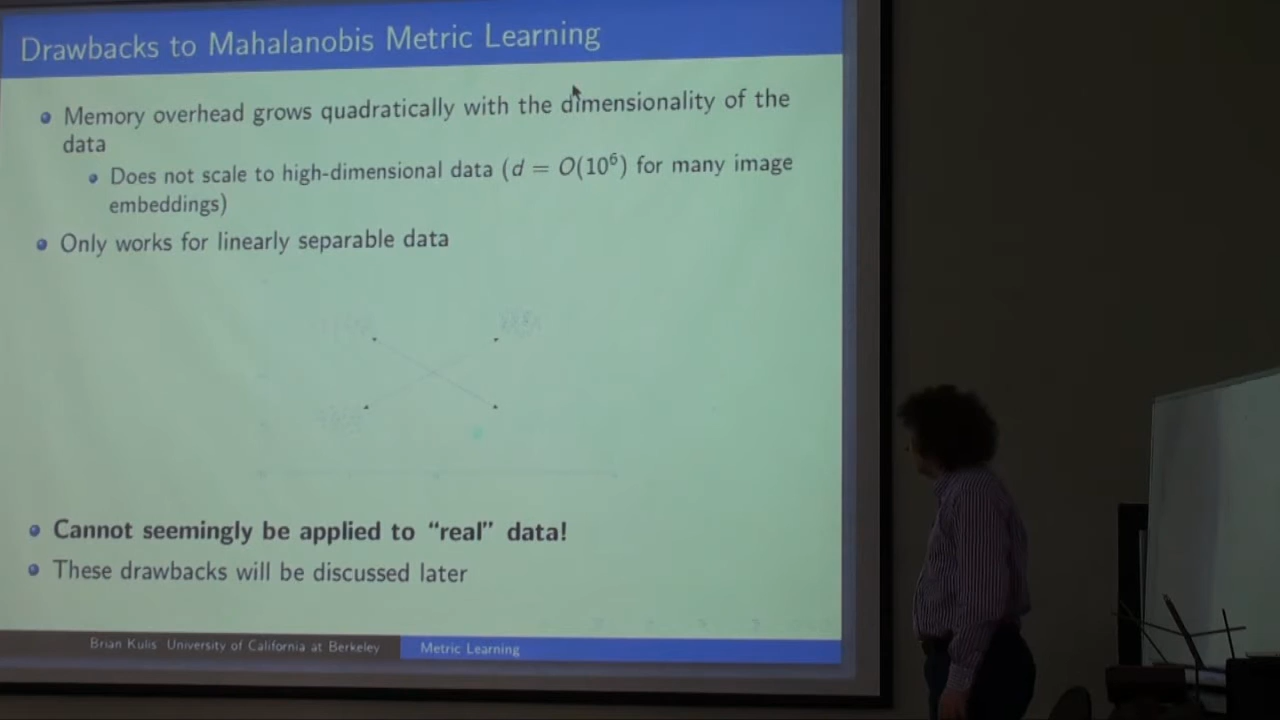 Drawbacks to Mahalanobis Metric Learning
Memory overhead grows quadratically with the dimensionality of the
data
Does not scale to high-dimensional data (d = O(10⁶) for many image
embeddings)
Only works for linearly separable data
Cannot seemingly be applied to “real” data!
These drawbacks will be discussed later
Brian Kulis University of California at Berkeley
Metric Learning